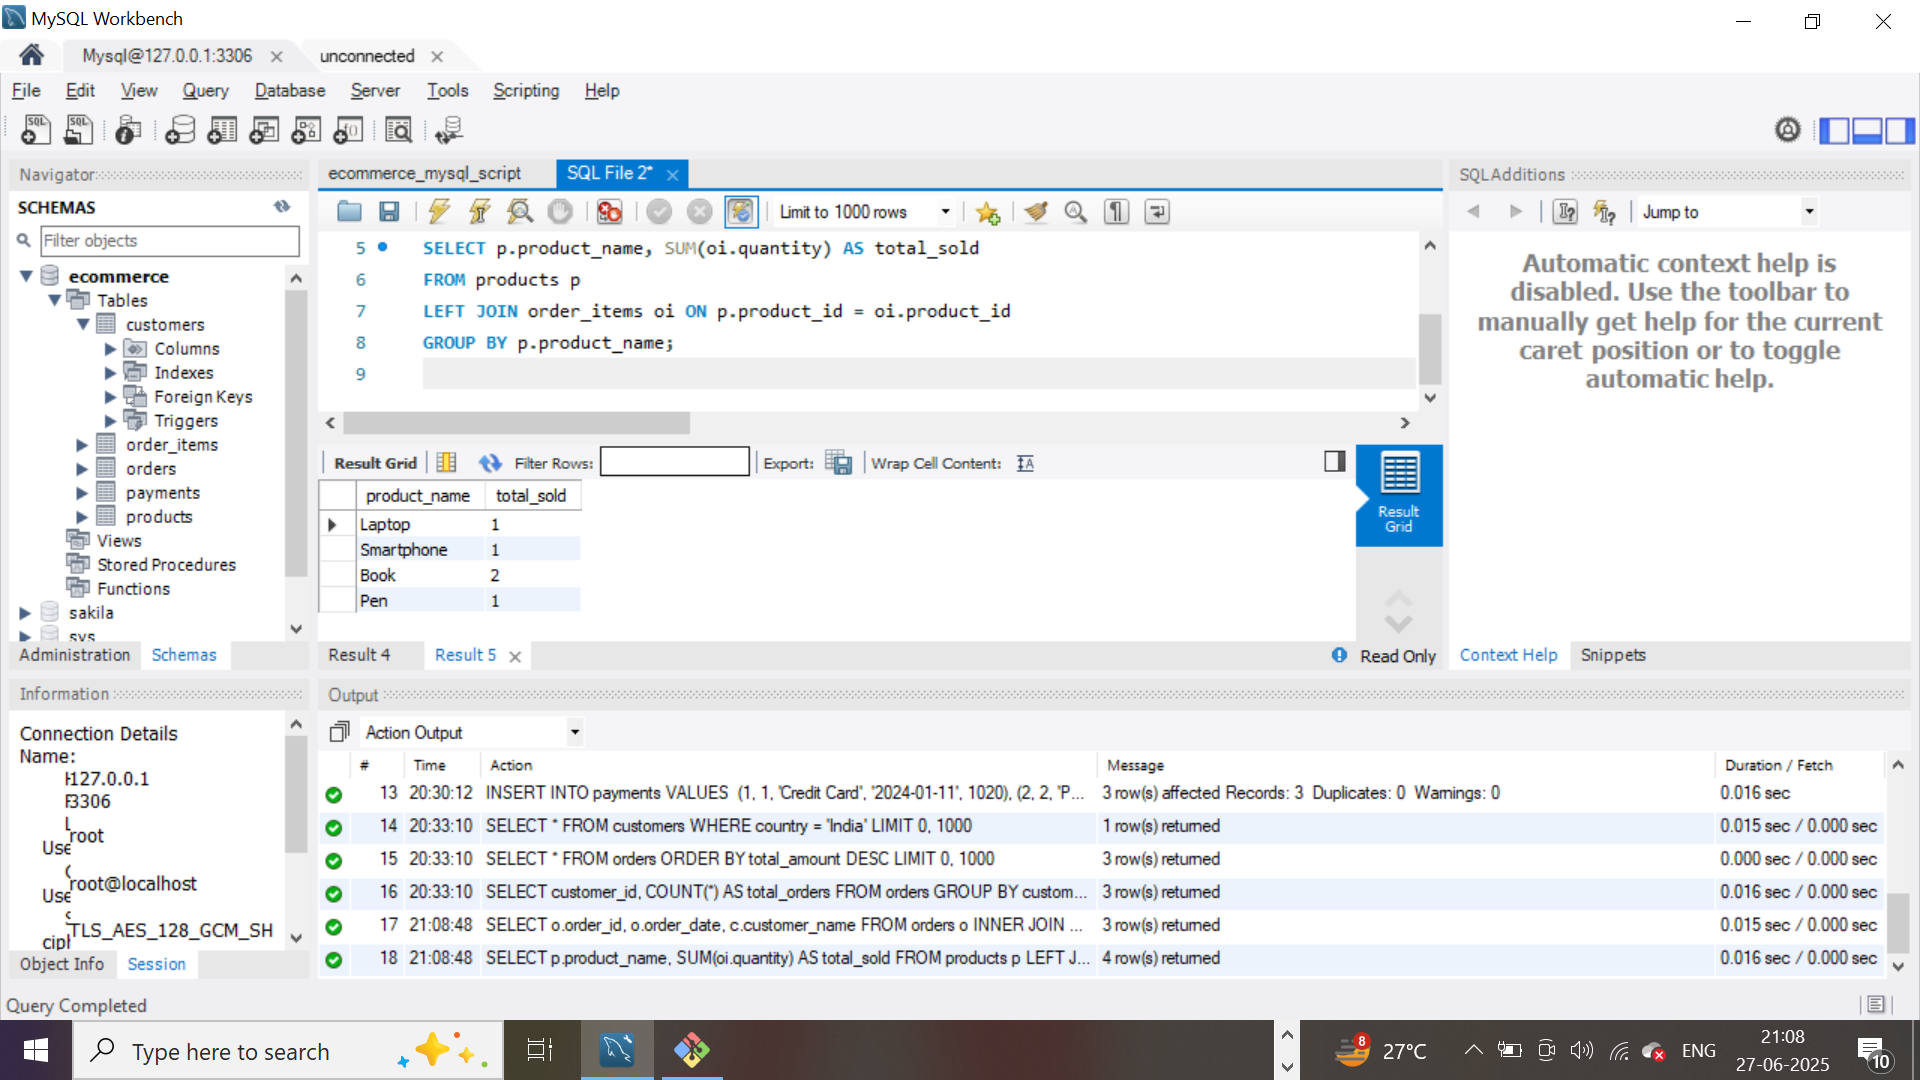 MySQL Workbench
Mysql@127.0.0.1:3306
unconnected
File Edit View Query Database Server Tools Scripting Help
Navigator
SCHEMAS
Filter objects
ecommerce
Tables
customers
Columns
Indexes
Foreign Keys
Triggers
order_items
orders
payments
products
Views
Stored Procedures
Functions
sakila
sys
Administration Schemas
ecommerce_mysql_script SQL File 2*
Limit to 1000 rows
5 SELECT p.product_name, SUM(oi.quantity) AS total_sold
6 FROM products p
7 LEFT JOIN order_items oi ON p.product_id = oi.product_id
8 GROUP BY p.product_name;
9
Result Grid Filter Rows: Export: Wrap Cell Content:
product_name total_sold
Laptop 1
Smartphone 1
Book 2
Pen 1
Result
Grid
Result 4 Result 5
Read Only
SQLAdditions
Jump to
Automatic context help is
disabled. Use the toolbar to
manually get help for the current
caret position or to toggle
automatic help.
Context Help Snippets
Information
Connection Details
Name:
127.0.0.1
3306
root
Use
root@localhost
Use
TLS_AES_128_GCM_SH
Object Info Session
Output
Action Output
# Time Action Message Duration / Fetch
13 20:30:12 INSERT INTO payments VALUES (1, 1, 'Credit Card', '2024-01-11', 1020), (2, 2, 'P... 3 row(s) affected Records: 3 Duplicates: 0 Warnings: 0 0.016 sec
14 20:33:10 SELECT * FROM customers WHERE country = 'India' LIMIT 0, 1000 1 row(s) returned 0.015 sec / 0.000 sec
15 20:33:10 SELECT * FROM orders ORDER BY total_amount DESC LIMIT 0, 1000 3 row(s) returned 0.000 sec / 0.000 sec
16 20:33:10 SELECT customer_id, COUNT(*) AS total_orders FROM orders GROUP BY custom... 3 row(s) returned 0.016 sec / 0.000 sec
17 21:08:48 SELECT o.order_id, o.order_date, c.customer_name FROM orders o INNER JOIN ... 3 row(s) returned 0.015 sec / 0.000 sec
18 21:08:48 SELECT p.product_name, SUM(oi.quantity) AS total_sold FROM products p LEFT J... 4 row(s) returned 0.016 sec / 0.000 sec
Query Completed
Type here to search
8
27°C
ENG
21:08
27-06-2025
10